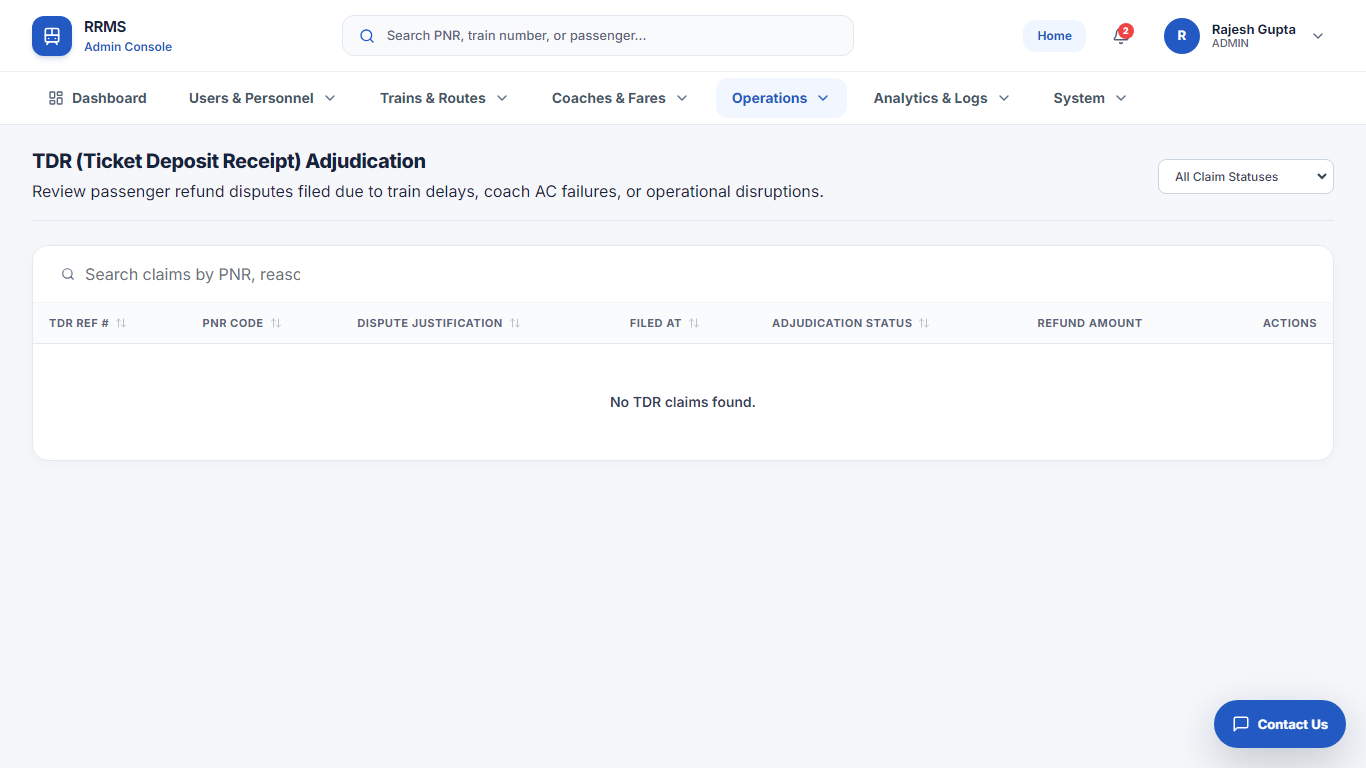 RRMS
Admin Console
Search PNR, train number, or passenger...
Home
2
R
Rajesh Gupta
ADMIN
Dashboard
Users & Personnel
Trains & Routes
Coaches & Fares
Operations
Analytics & Logs
System
TDR (Ticket Deposit Receipt) Adjudication
Review passenger refund disputes filed due to train delays, coach AC failures, or operational disruptions.
All Claim Statuses
Search claims by PNR, reasc
TDR REF #
PNR CODE
DISPUTE JUSTIFICATION
FILED AT
ADJUDICATION STATUS
REFUND AMOUNT
ACTIONS
No TDR claims found.
Contact Us